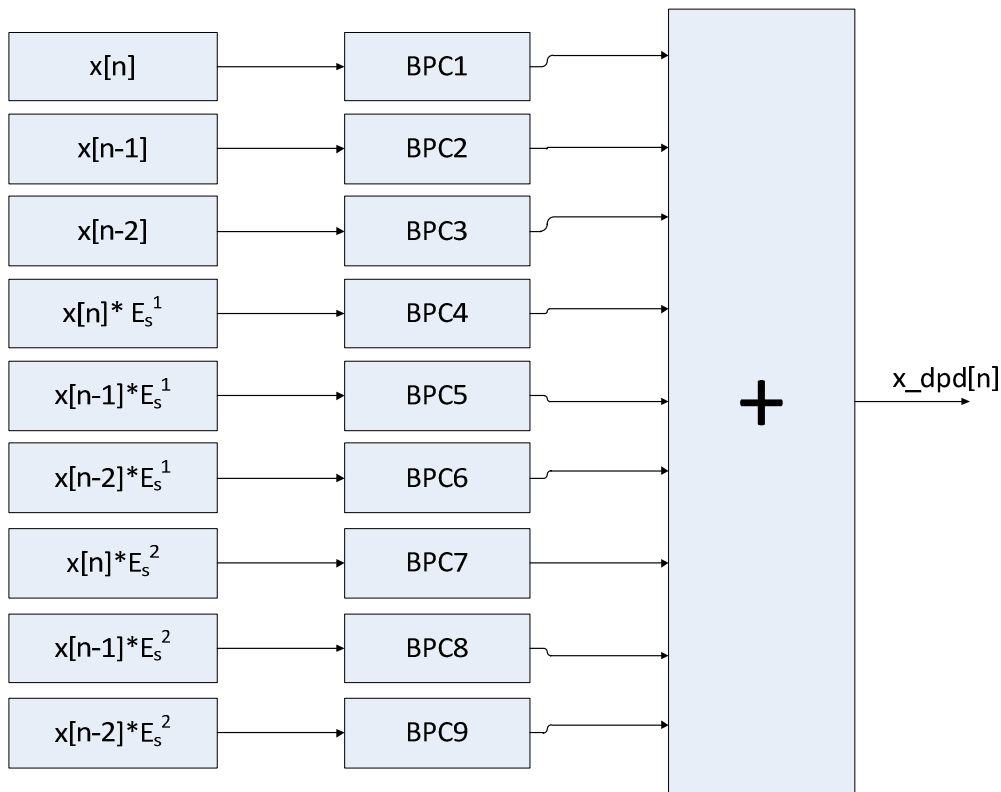 x[n]
BPC1
x[n-1]
BPC2
x[n-2]
BPC3
x[n]* Eₛ¹
BPC4
x[n-1]*Eₛ¹
BPC5
+
x_dpd[n]
x[n-2]*Eₛ¹
BPC6
x[n]*Eₛ²
BPC7
x[n-1]*Eₛ²
BPC8
x[n-2]*Eₛ²
BPC9